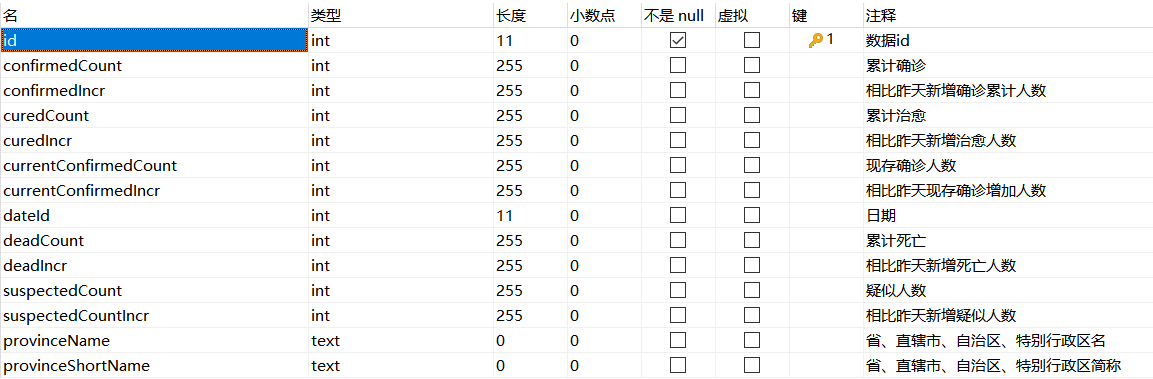 名 类型 长度 小数点 不是 null 虚拟 键 注释
id int 11 0 1 数据id
confirmedCount int 255 0 累计确诊
confirmedIncr int 255 0 相比昨天新增确诊累计人数
curedCount int 255 0 累计治愈
curedIncr int 255 0 相比昨天新增治愈人数
currentConfirmedCount int 255 0 现存确诊人数
currentConfirmedIncr int 255 0 相比昨天现存确诊增加人数
dateId int 11 0 日期
deadCount int 255 0 累计死亡
deadIncr int 255 0 相比昨天新增死亡人数
suspectedCount int 255 0 疑似人数
suspectedCountIncr int 255 0 相比昨天新增疑似人数
provinceName text 0 0 省、直辖市、自治区、特别行政区名
provinceShortName text 0 0 省、直辖市、自治区、特别行政区简称